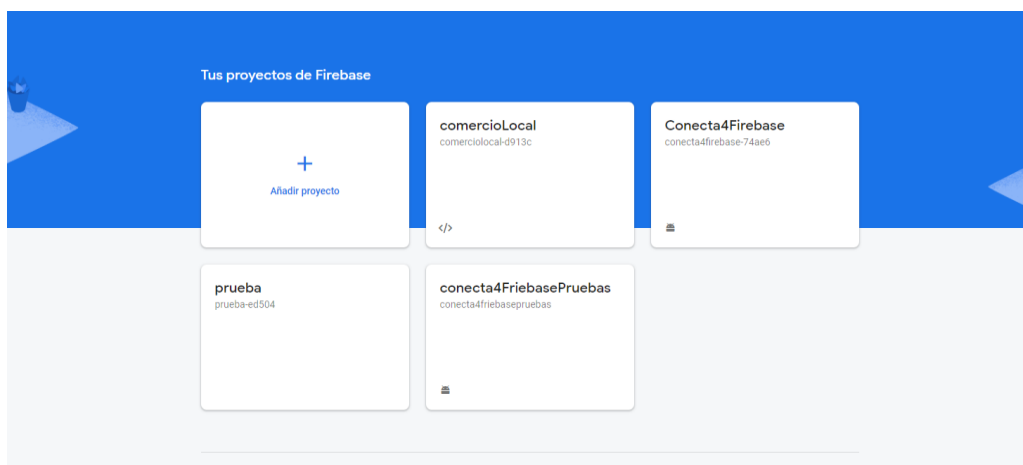 Tus proyectos de Firebase
Añadir proyecto
comercioLocal
comerciolocal-d913c
</>
Conecta4Firebase
conecta4firebase-74ae6
prueba
prueba-ed504
conecta4FriebasePruebas
conecta4friebasepruebas